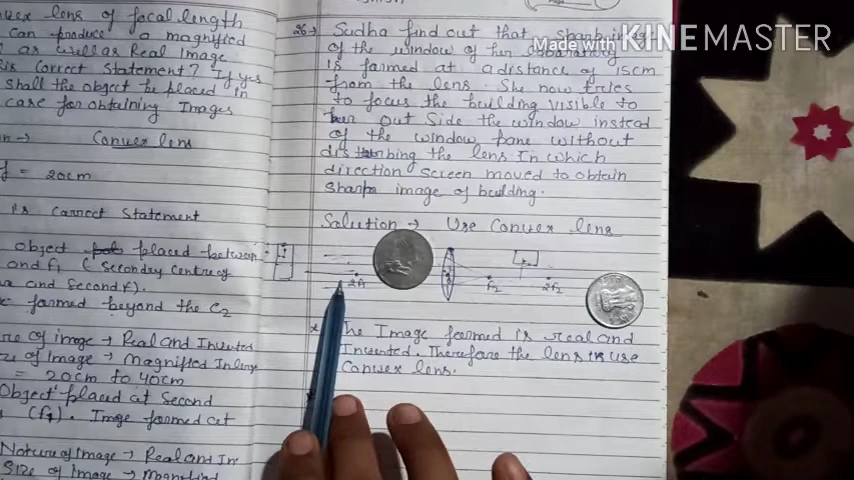 vex lens of focal length
can produce a magnified
as well as Real Image
is correct statement? If yes
shall the object be placed in
case for obtaining Images
Convex lens
f = 20cm
is correct statement
object placed between
and f1 (secondary centre of
and second F).
formed beyond the C2
re of image → Real and Inverted
ze of image → Magnified
= 20cm to 40cm
Object placed at second
(f1). Image formed at
Nature of image → Real and In
Size of image → Magnified
26→ Sudha find out that sharp
of the window of her
is formed at a distance of 15cm
from the lens. She now tries
to focus the building visible to
her out side the window instead
of the window pane without
disturbing the lens. In which
direction screen moved to obtain
sharp image of building.
Made with KINEMASTER
Solution → Use Convex lens
2F1
F2
2F2
The Image formed is real and
Inverted. Therefore the lens is use
Convex lens.